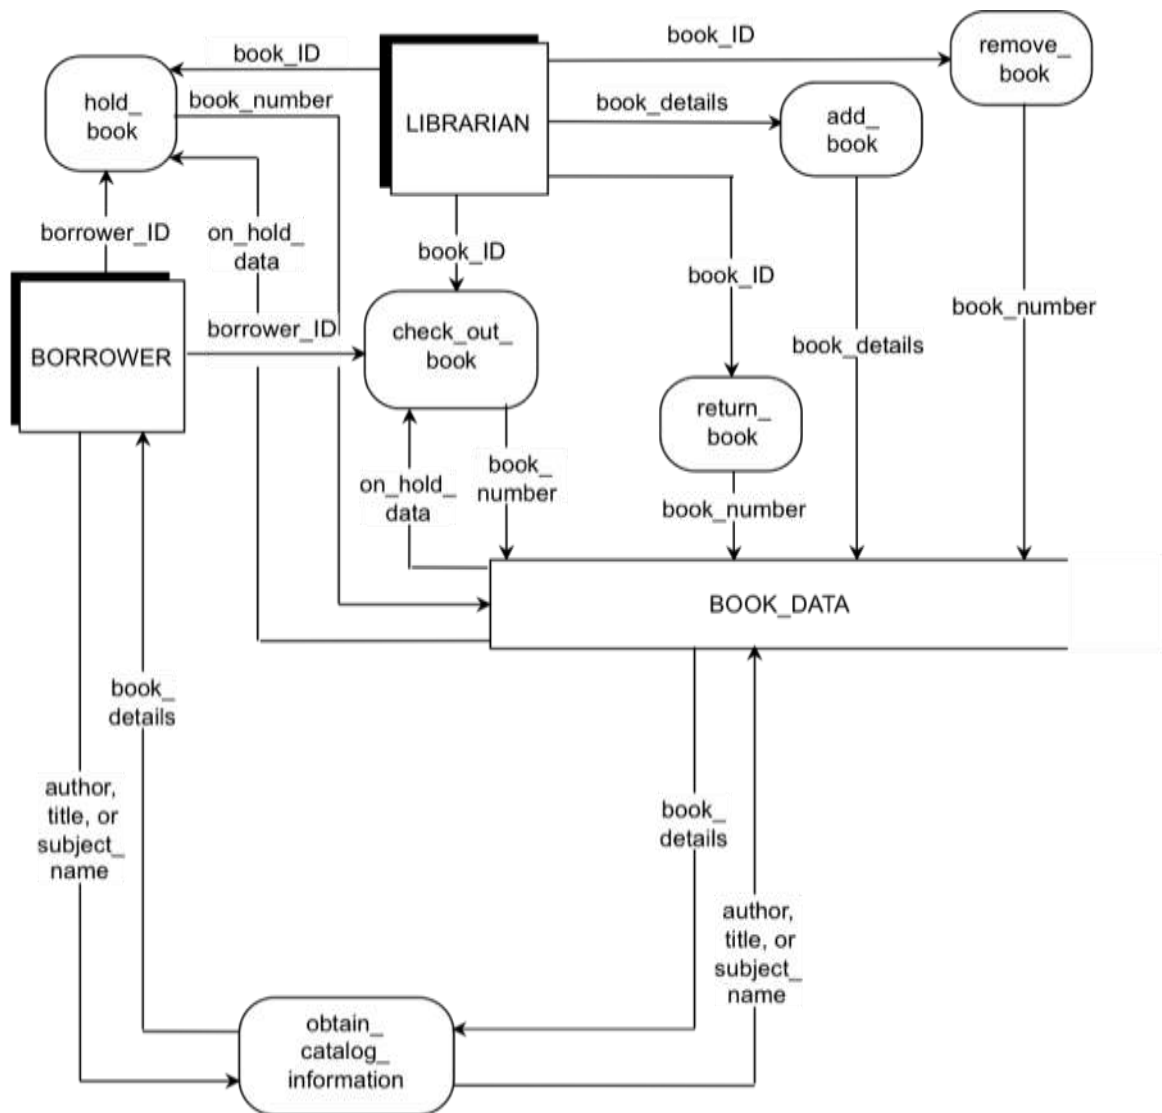 book_ID
book_ID
remove_
book
hold_
book
book_number
LIBRARIAN
book_details
add_
book
borrower_ID
on_hold_
data
book_ID
book_ID
book_number
BORROWER
borrower_ID
check_out_
book
book_details
return_
book
on_hold_
data
book_
number
book_number
BOOK_DATA
book_
details
author,
title, or
subject_
name
book_
details
author,
title, or
subject_
name
obtain_
catalog_
information